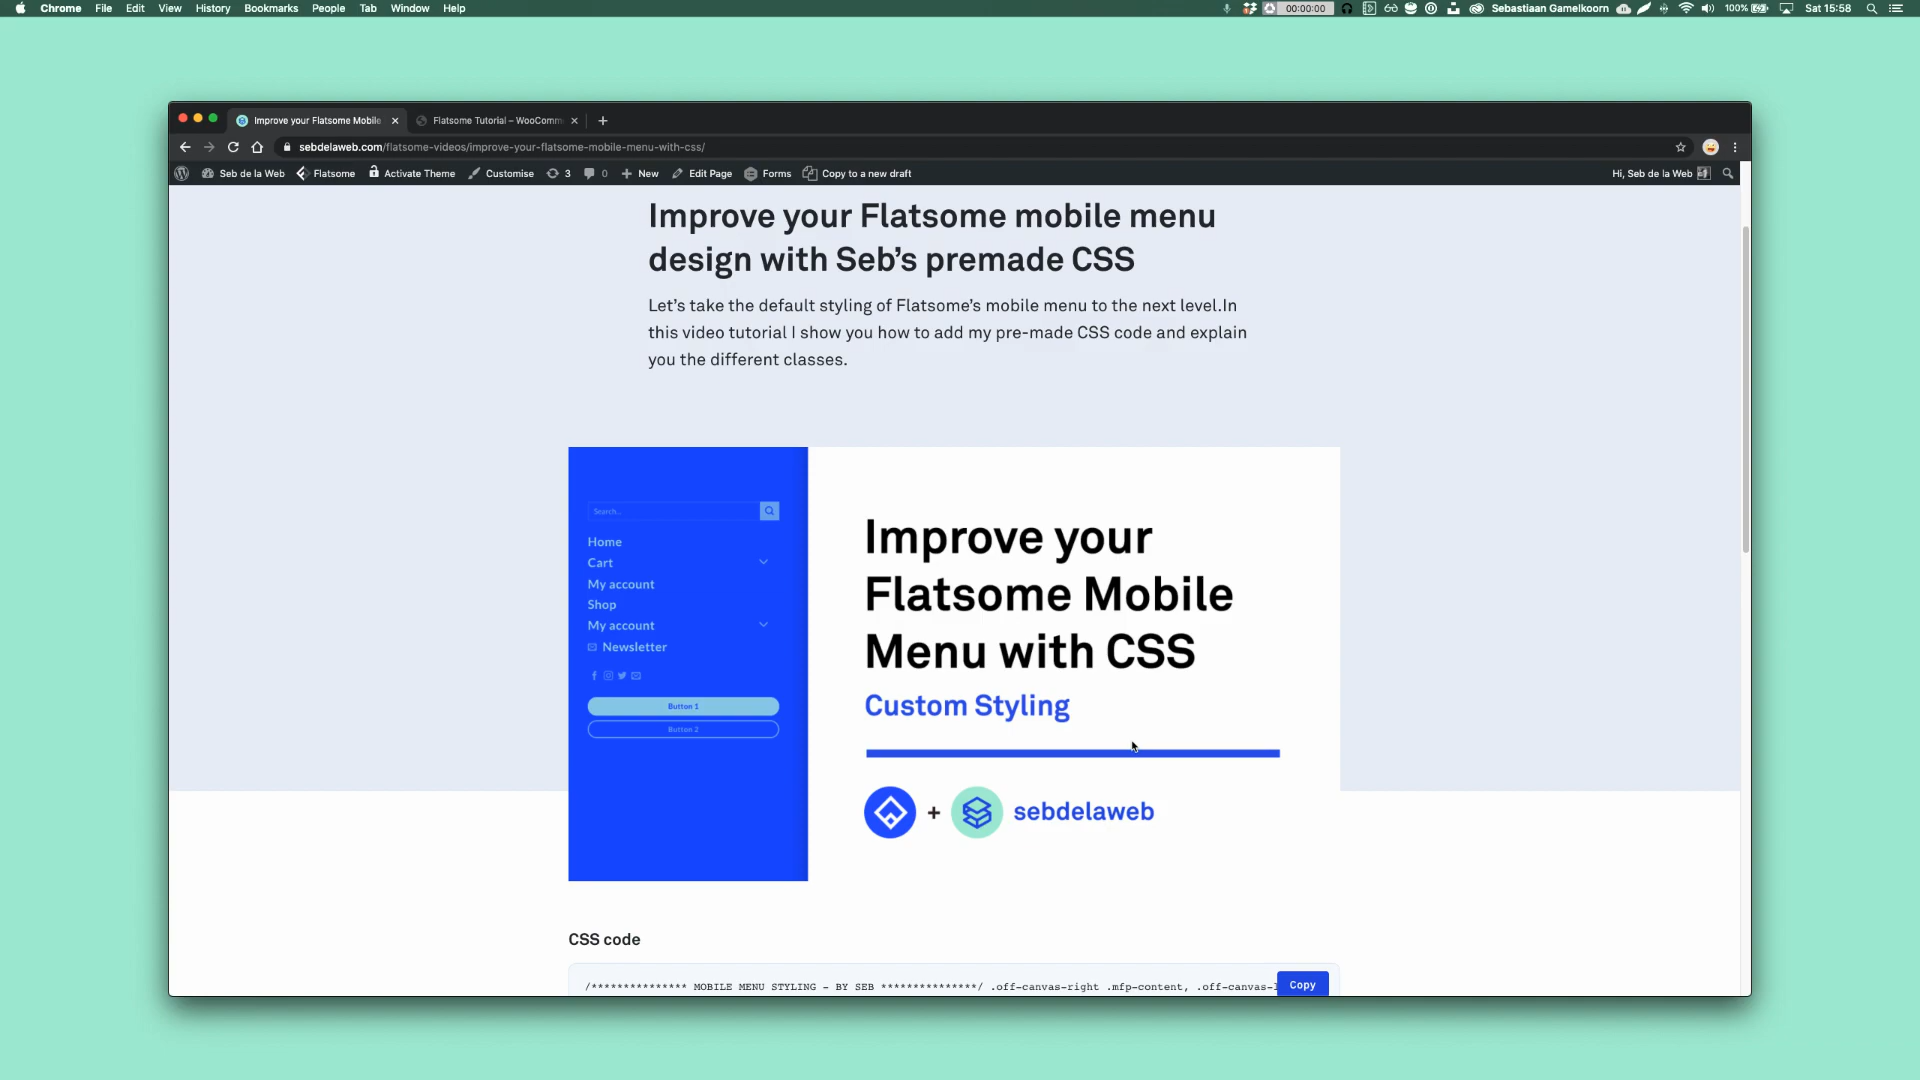 Chrome File Edit View History Bookmarks People Tab Window Help
00:00:00 Sebastiaan Gamelkoorn 100% Sat 15:58
Improve your Flatsome Mobile
Flatsome Tutorial – WooComm
sebdelaweb.com/flatsome-videos/improve-your-flatsome-mobile-menu-with-css/
Seb de la Web Flatsome Activate Theme Customise 3 0 New Edit Page Forms Copy to a new draft Hi, Seb de la Web
Improve your Flatsome mobile menu
design with Seb’s premade CSS
Let’s take the default styling of Flatsome’s mobile menu to the next level.In
this video tutorial I show you how to add my pre-made CSS code and explain
you the different classes.
Search...
Home
Cart
My account
Shop
My account
Newsletter
Button 1
Button 2
Improve your
Flatsome Mobile
Menu with CSS
Custom Styling
+ sebdelaweb
CSS code
/*************** MOBILE MENU STYLING - BY SEB ***************/ .off-canvas-right .mfp-content, .off-canvas-l
Copy